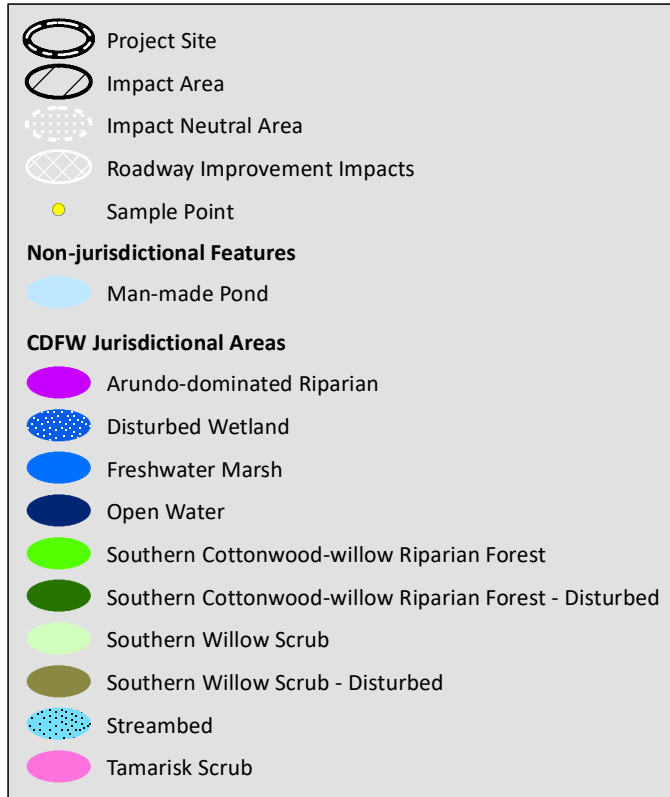 Project Site
Impact Area
Impact Neutral Area
Roadway Improvement Impacts
Sample Point
Non-jurisdictional Features
Man-made Pond
CDFW Jurisdictional Areas
Arundo-dominated Riparian
Disturbed Wetland
Freshwater Marsh
Open Water
Southern Cottonwood-willow Riparian Forest
Southern Cottonwood-willow Riparian Forest - Disturbed
Southern Willow Scrub
Southern Willow Scrub - Disturbed
Streambed
Tamarisk Scrub